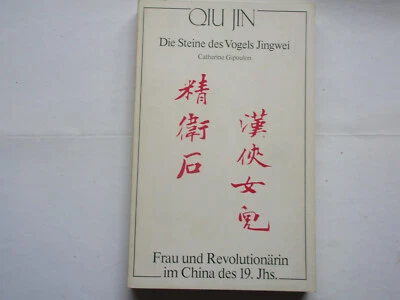 QIU JIN
Die Steine des Vogels Jingwei
Catharine Gipoulon
精衛石
漢俠女兒
Frau und Revolutionärin
im China des 19. Jhs.